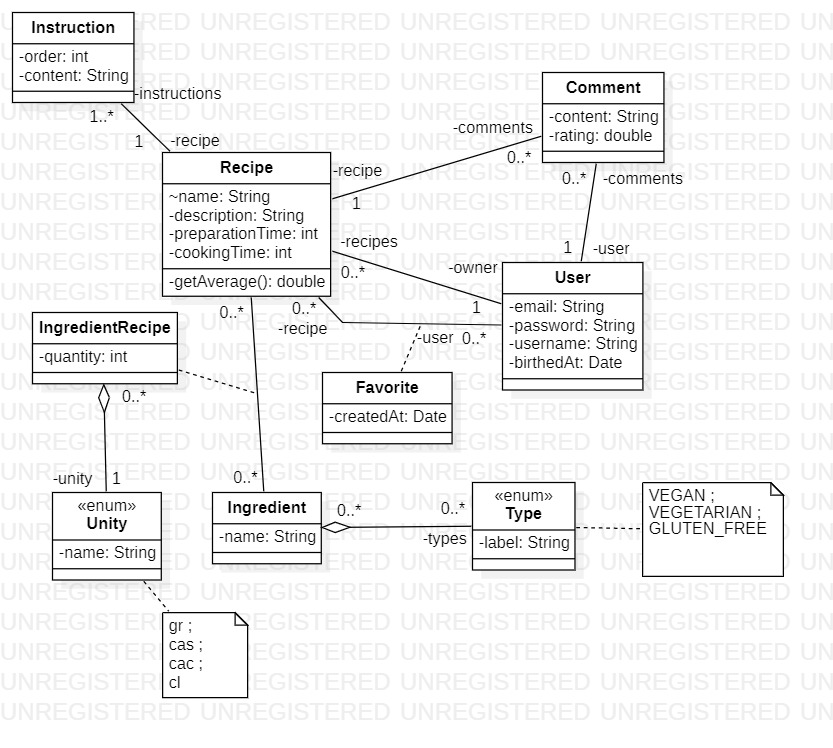 Instruction
-order: int
-content: String
-instructions
1..*
1
-recipe
Recipe
~name: String
-description: String
-preparationTime: int
-cookingTime: int
-getAverage(): double
-recipe
1
-comments
0..*
Comment
-content: String
-rating: double
0..*
-comments
1
-user
-recipes
0..*
-owner
1
User
-email: String
-password: String
-username: String
-birthedAt: Date
0..*
0..*
-recipe
-user
0..*
IngredientRecipe
-quantity: int
0..*
Favorite
-createdAt: Date
-unity
1
0..*
«enum»
Unity
-name: String
Ingredient
-name: String
0..*
0..*
-types
«enum»
Type
-label: String
VEGAN ;
VEGETARIAN ;
GLUTEN_FREE
gr ;
cas ;
cac ;
cl
UNREGISTERED